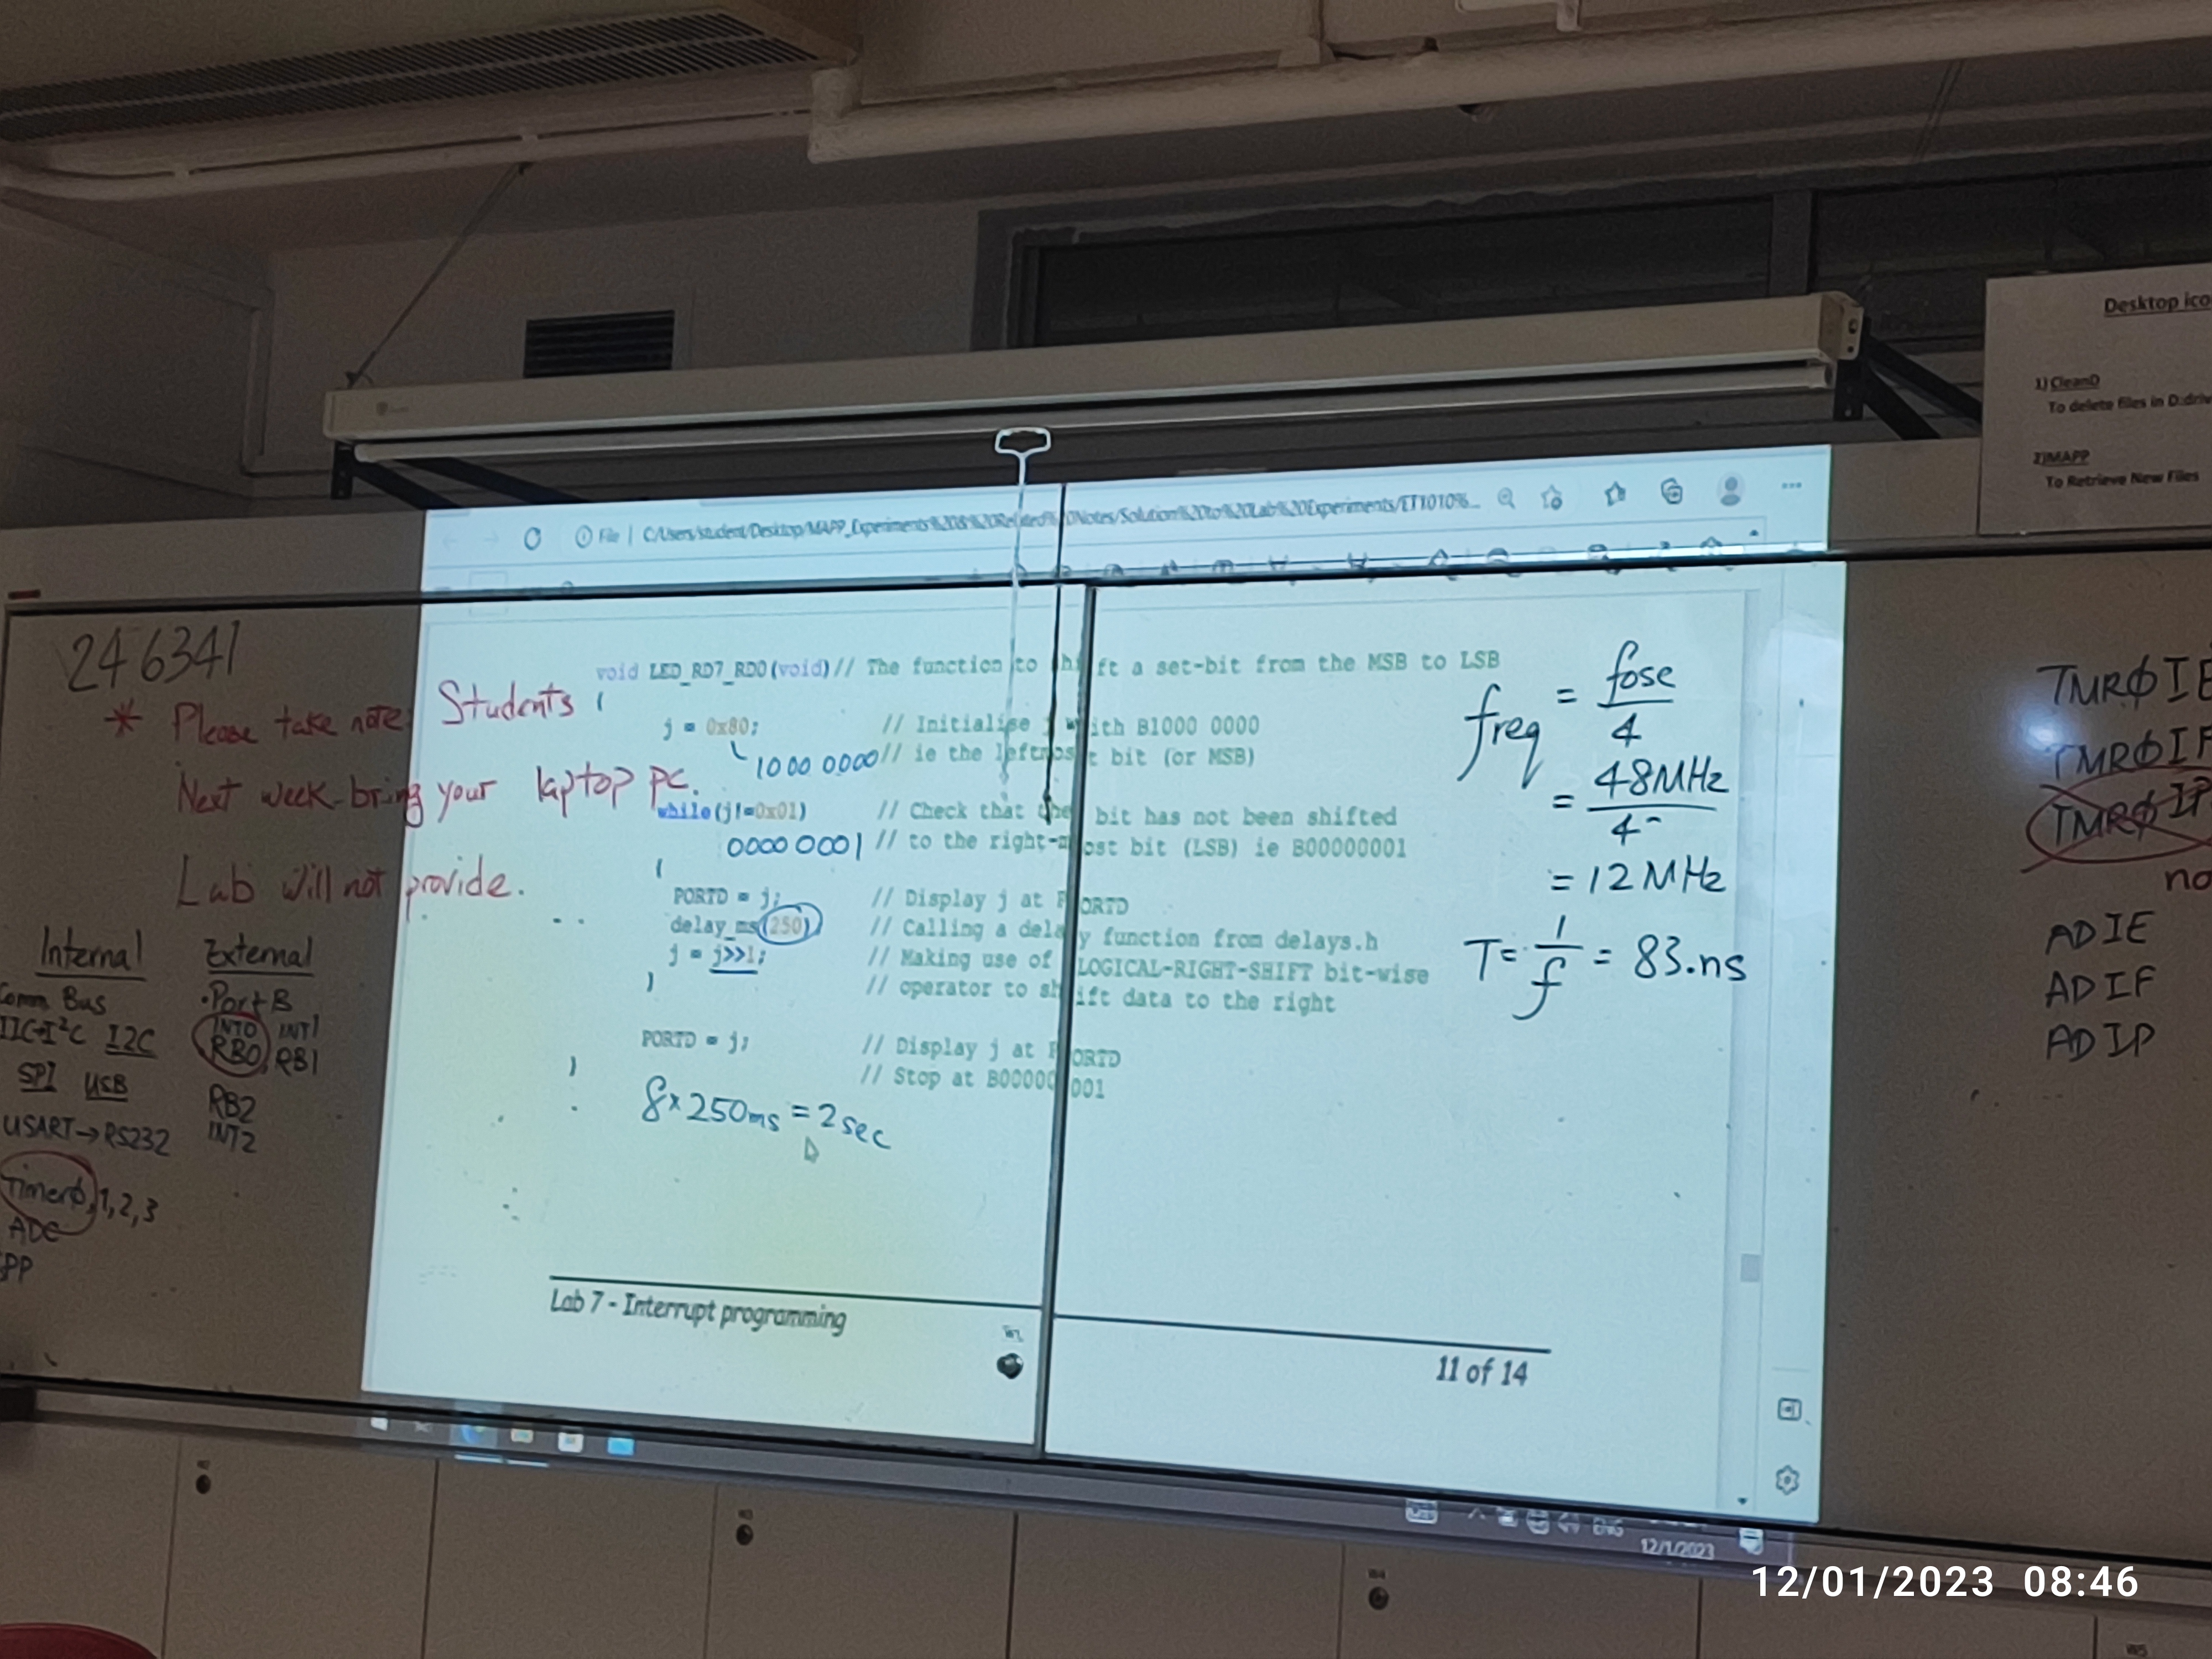 Desktop ico
1) CleanD
To delete files in D:driv
2)MAPP
To Retrieve New Files
File | C:/Users/student/Desktop/MAPP_Experiments%20&%20Related%20Notes/Solution%20to%20Lab%20Experiments/ET1010%...
246341
* Please take note: Students
Next week bring your laptop PC.
Lab will not provide.
Internal
Comm Bus
IIC→I²C I2C
SPI USB
USART→RS232
Timer0,1,2,3
ADC
SPP
External
Port B
INT0 INT1
RB0, RB1
RB2
INT2
void LED_RD7_RD0(void)// The function to shift a set-bit from the MSB to LSB
{
j = 0x80; // Initialise j with B1000 0000
1000 0000 // ie the leftmost bit (or MSB)
while(j!=0x01) // Check that the bit has not been shifted
0000 0001 // to the right-most bit (LSB) ie B00000001
{
PORTD = j; // Display j at PORTD
delay_ms(250); // Calling a delay function from delays.h
j = j>>1; // Making use of LOGICAL-RIGHT-SHIFT bit-wise
} // operator to shift data to the right
PORTD = j; // Display j at PORTD
} // Stop at B00000001
8×250ms = 2sec
freq = fosc
4
= 48MHz
4
= 12MHz
T = 1 = 83.ns
f
Lab 7 - Interrupt programming
11 of 14
TMR0IE
TMR0IF
TMR0IP
no
ADIE
ADIF
ADIP
ENG
12/1/2023
12/01/2023 08:46